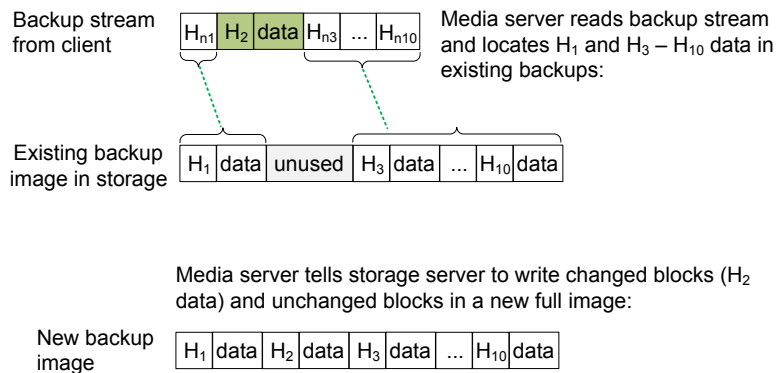 Backup stream
from client
H₍n1₎ H₂ data H₍n3₎ ... H₍n10₎
Media server reads backup stream
and locates H₁ and H₃ – H₁₀ data in
existing backups:
Existing backup
image in storage
H₁ data unused H₃ data ... H₁₀ data
Media server tells storage server to write changed blocks (H₂
data) and unchanged blocks in a new full image:
New backup
image
H₁ data H₂ data H₃ data ... H₁₀ data